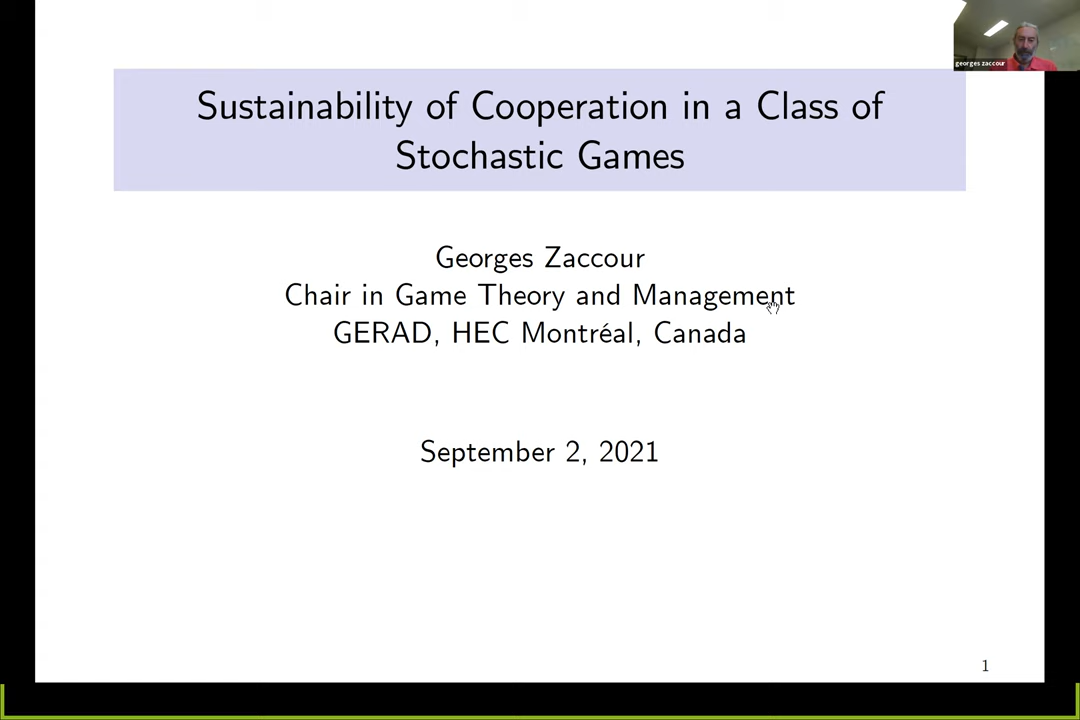 georges zaccour
Sustainability of Cooperation in a Class of
Stochastic Games
Georges Zaccour
Chair in Game Theory and Management
GERAD, HEC Montréal, Canada
September 2, 2021
1